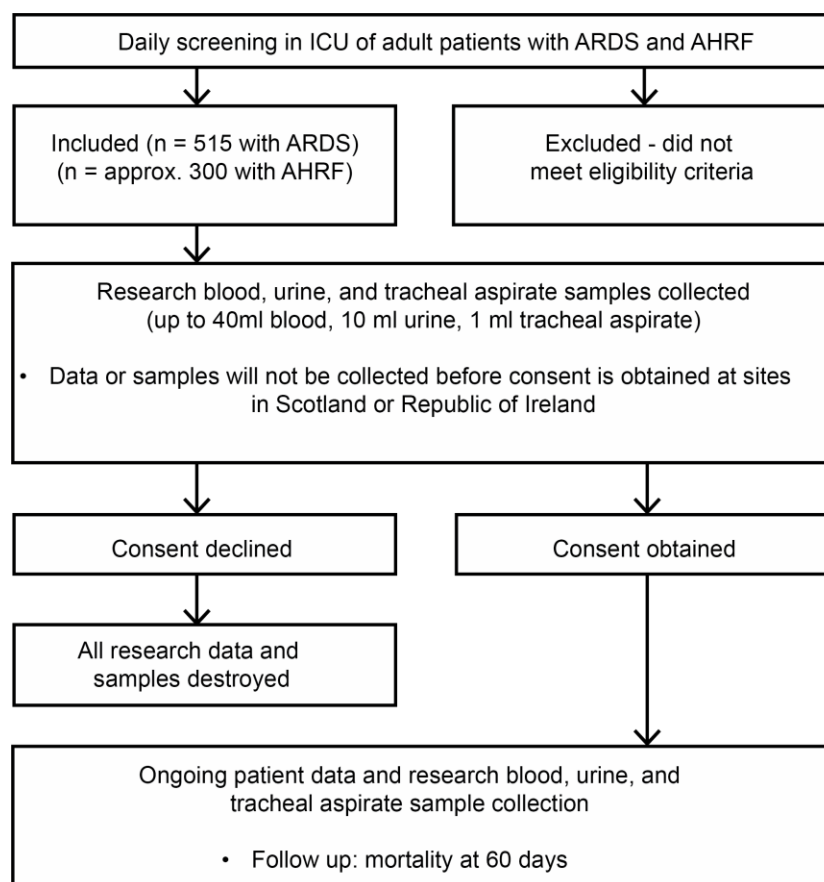 Daily screening in ICU of adult patients with ARDS and AHRF
Included (n = 515 with ARDS)
(n = approx. 300 with AHRF)
Excluded - did not
meet eligibility criteria
Research blood, urine, and tracheal aspirate samples collected
(up to 40ml blood, 10 ml urine, 1 ml tracheal aspirate)
• Data or samples will not be collected before consent is obtained at sites
in Scotland or Republic of Ireland
Consent declined
Consent obtained
All research data and
samples destroyed
Ongoing patient data and research blood, urine, and
tracheal aspirate sample collection
• Follow up: mortality at 60 days